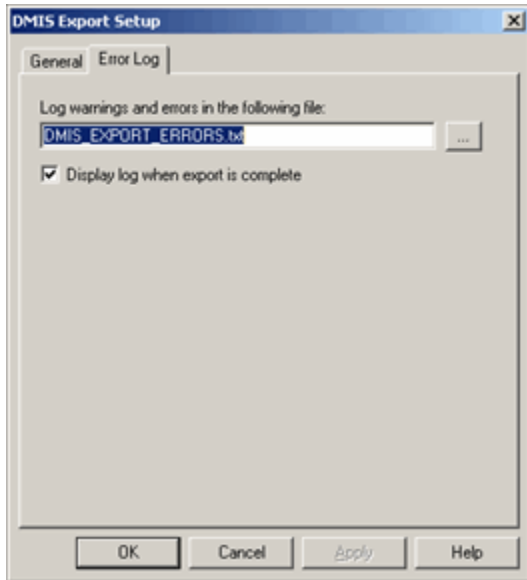 DMIS Export Setup
General Error Log
Log warnings and errors in the following file:
DMIS_EXPORT_ERRORS.txt ...
Display log when export is complete
OK Cancel Apply Help